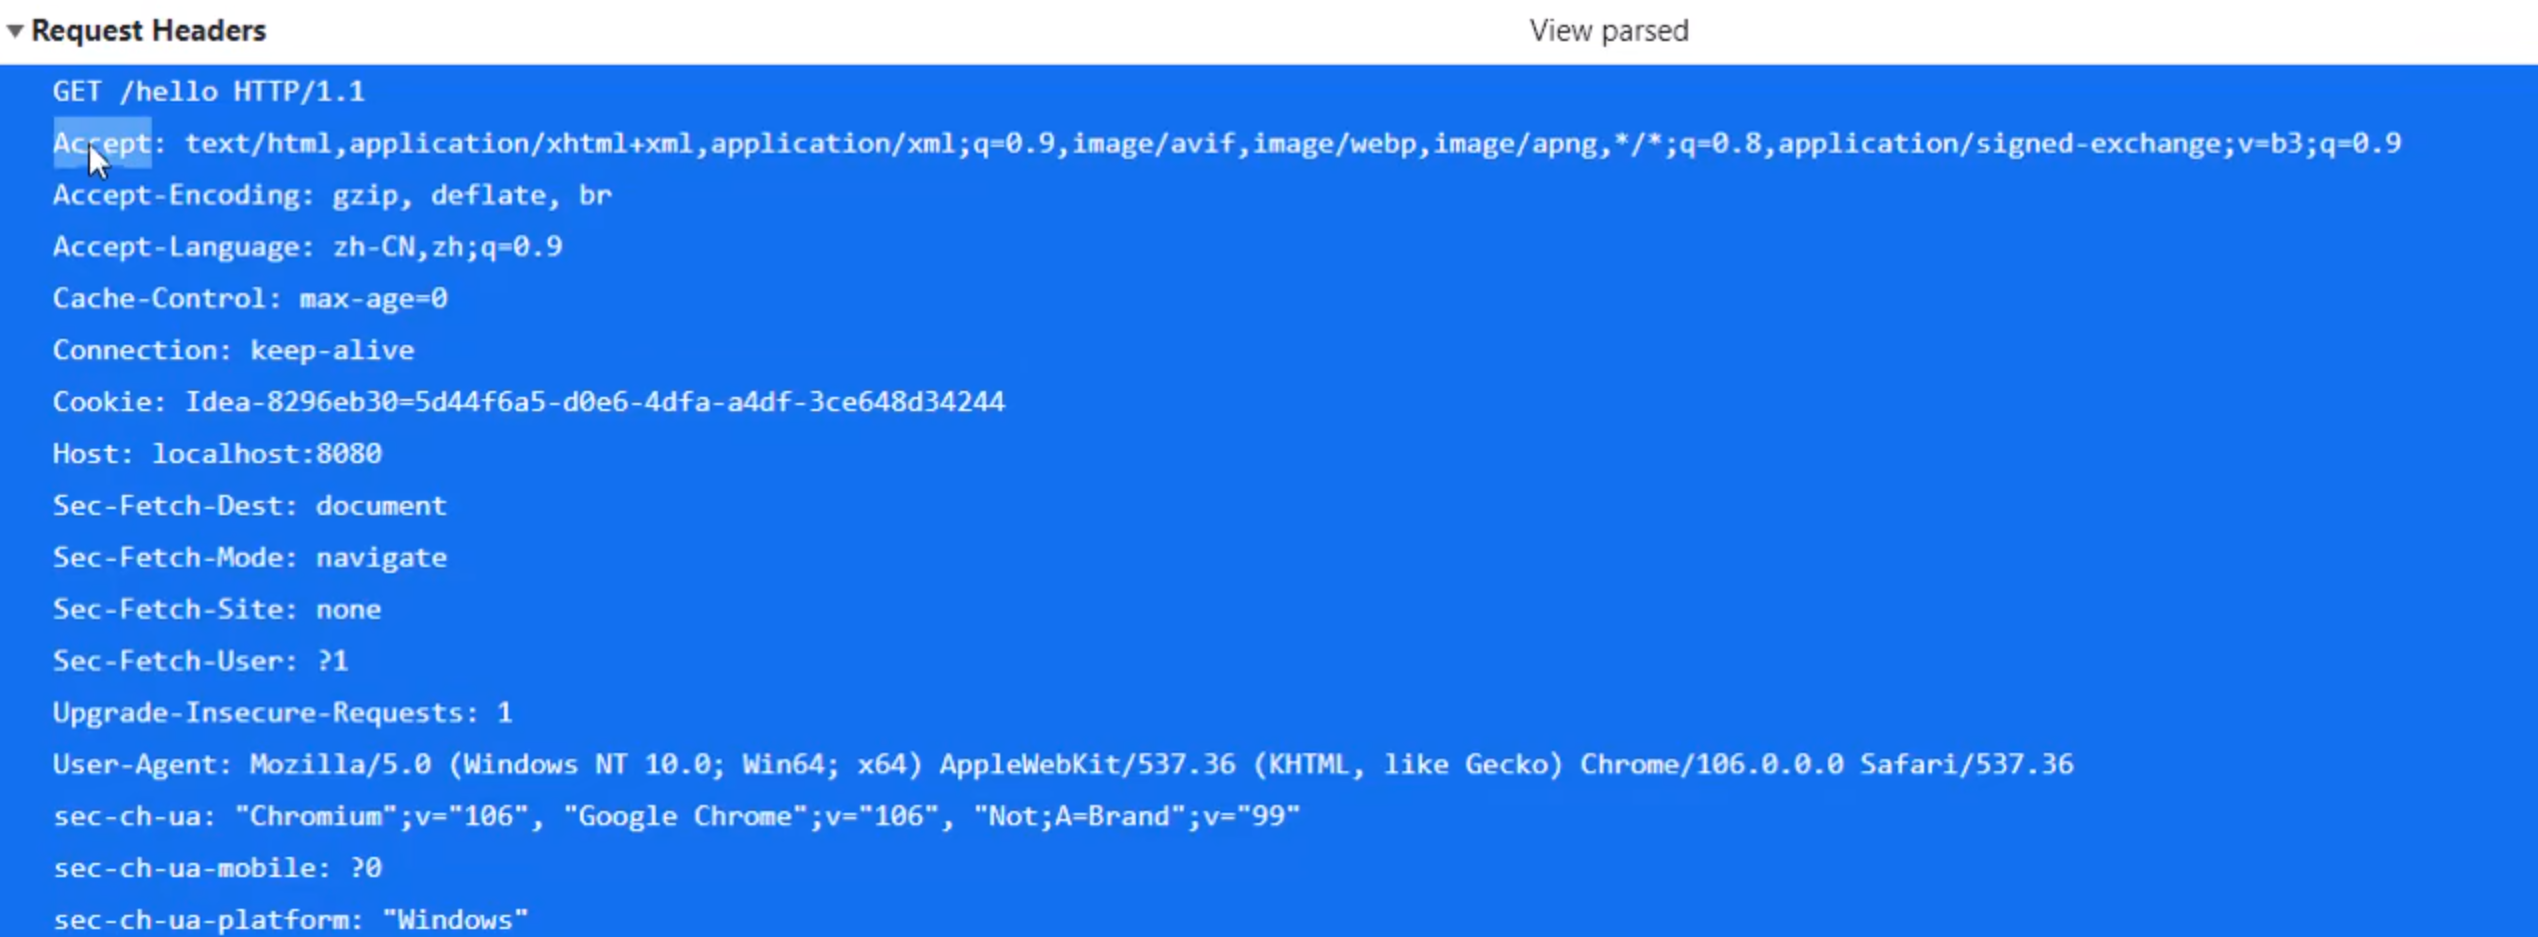 Request Headers
View parsed
GET /hello HTTP/1.1
Accept: text/html,application/xhtml+xml,application/xml;q=0.9,image/avif,image/webp,image/apng,*/*;q=0.8,application/signed-exchange;v=b3;q=0.9
Accept-Encoding: gzip, deflate, br
Accept-Language: zh-CN,zh;q=0.9
Cache-Control: max-age=0
Connection: keep-alive
Cookie: Idea-8296eb30=5d44f6a5-d0e6-4dfa-a4df-3ce648d34244
Host: localhost:8080
Sec-Fetch-Dest: document
Sec-Fetch-Mode: navigate
Sec-Fetch-Site: none
Sec-Fetch-User: ?1
Upgrade-Insecure-Requests: 1
User-Agent: Mozilla/5.0 (Windows NT 10.0; Win64; x64) AppleWebKit/537.36 (KHTML, like Gecko) Chrome/106.0.0.0 Safari/537.36
sec-ch-ua: "Chromium";v="106", "Google Chrome";v="106", "Not;A=Brand";v="99"
sec-ch-ua-mobile: ?0
sec-ch-ua-platform: "Windows"